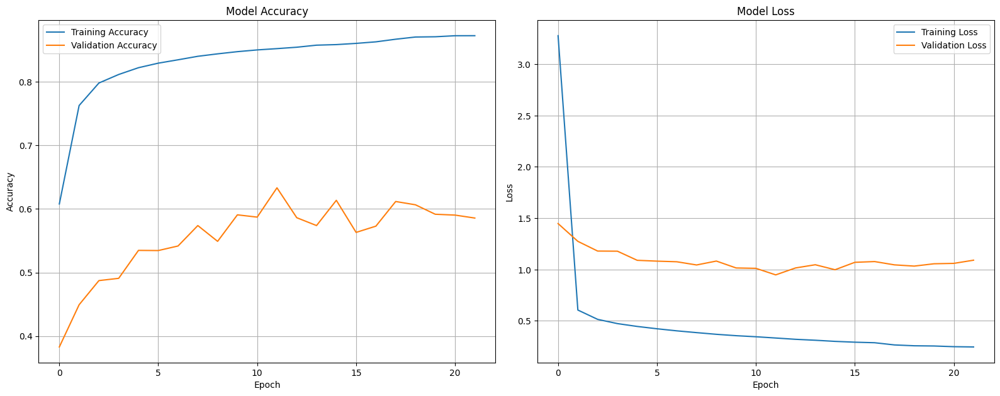 Model Accuracy
Training Accuracy
Validation Accuracy
Accuracy
0.8
0.7
0.6
0.5
0.4
0
5
10
15
20
Epoch
Model Loss
Training Loss
Validation Loss
Loss
3.0
2.5
2.0
1.5
1.0
0.5
0
5
10
15
20
Epoch